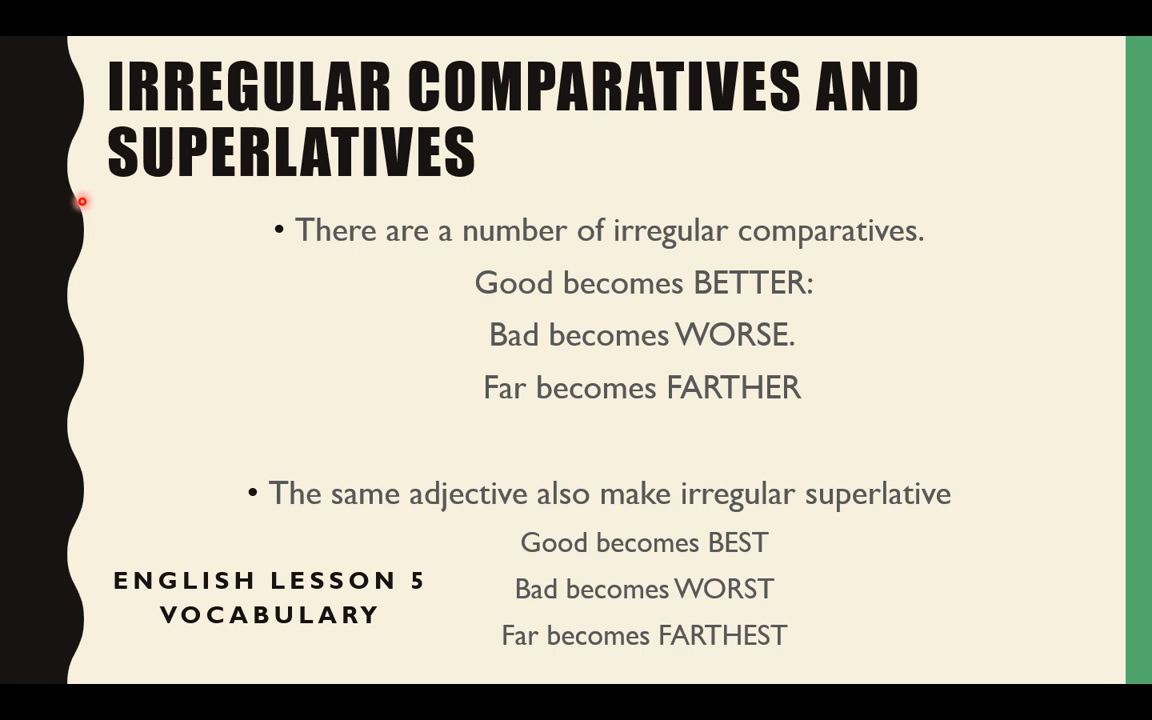 IRREGULAR COMPARATIVES AND
SUPERLATIVES
• There are a number of irregular comparatives.
Good becomes BETTER:
Bad becomes WORSE.
Far becomes FARTHER
• The same adjective also make irregular superlative
Good becomes BEST
Bad becomes WORST
Far becomes FARTHEST
ENGLISH LESSON 5
VOCABULARY